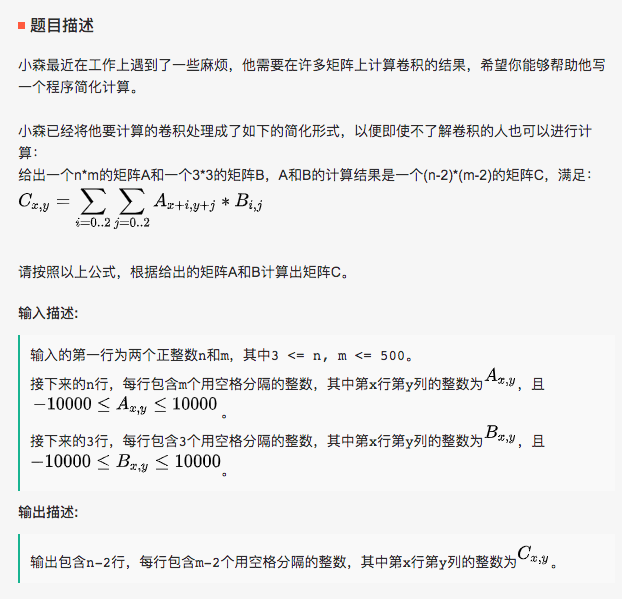 题目描述
小森最近在工作上遇到了一些麻烦，他需要在许多矩阵上计算卷积的结果，希望你能够帮助他写
一个程序简化计算。
小森已经将他要计算的卷积处理成了如下的简化形式，以便即使不了解卷积的人也可以进行计
算：
给出一个n*m的矩阵A和一个3*3的矩阵B，A和B的计算结果是一个(n-2)*(m-2)的矩阵C，满足：
C_{x,y} = ∑_{i=0..2} ∑_{j=0..2} A_{x+i,y+j} * B_{i,j}
请按照以上公式，根据给出的矩阵A和B计算出矩阵C。
输入描述:
输入的第一行为两个正整数n和m，其中3 <= n, m <= 500。
接下来的n行，每行包含m个用空格分隔的整数，其中第x行第y列的整数为A_{x,y}，且
−10000 ≤ A_{x,y} ≤ 10000。
接下来的3行，每行包含3个用空格分隔的整数，其中第x行第y列的整数为B_{x,y}，且
−10000 ≤ B_{x,y} ≤ 10000。
输出描述:
输出包含n-2行，每行包含m-2个用空格分隔的整数，其中第x行第y列的整数为C_{x,y}。